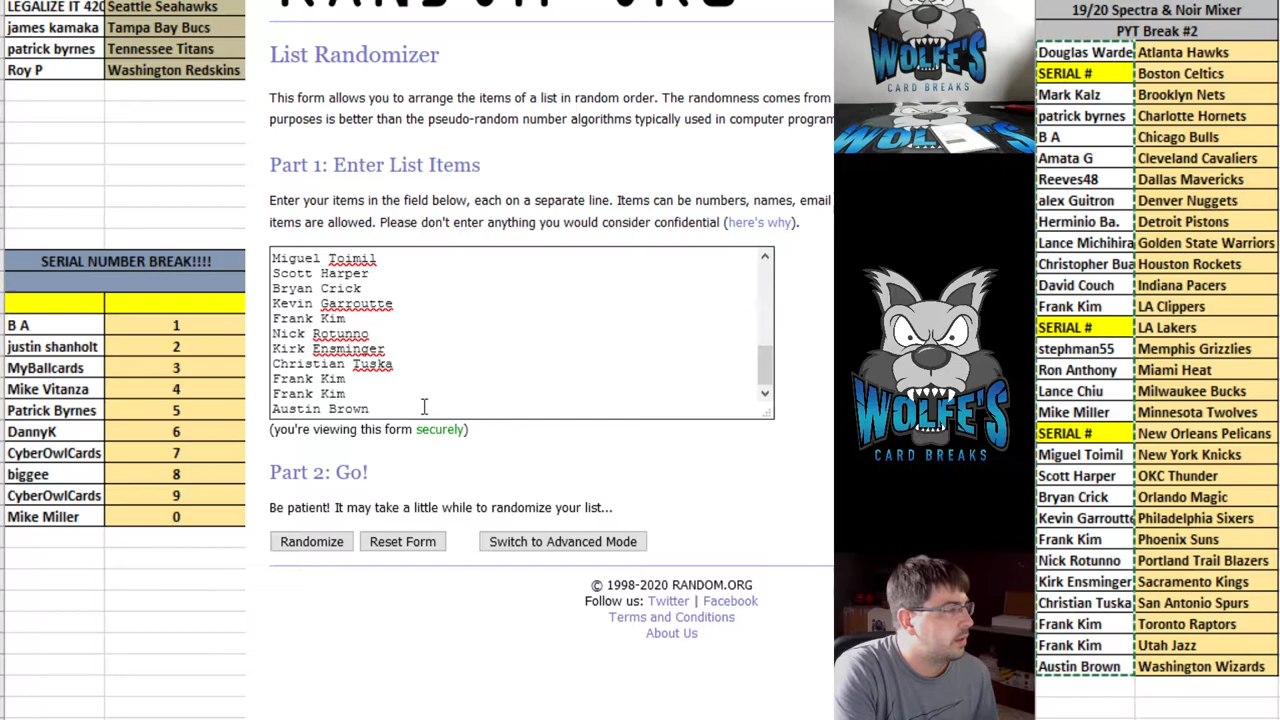 LEGALIZE IT 420 Seattle Seahawks
james kamaka Tampa Bay Bucs
patrick byrnes Tennessee Titans
Roy P Washington Redskins
SERIAL NUMBER BREAK!!!!
B A 1
justin shanholt 2
MyBallcards 3
Mike Vitanza 4
Patrick Byrnes 5
DannyK 6
CyberOwlCards 7
biggee 8
CyberOwlCards 9
Mike Miller 0
RANDOM.ORG
List Randomizer
This form allows you to arrange the items of a list in random order. The randomness comes from
purposes is better than the pseudo-random number algorithms typically used in computer program
Part 1: Enter List Items
Enter your items in the field below, each on a separate line. Items can be numbers, names, email
items are allowed. Please don't enter anything you would consider confidential (here's why).
Miguel Toimil
Scott Harper
Bryan Crick
Kevin Garroutte
Frank Kim
Nick Rotunno
Kirk Ensminger
Christian Tuska
Frank Kim
Frank Kim
Austin Brown
(you're viewing this form securely)
Part 2: Go!
Be patient! It may take a little while to randomize your list...
Randomize Reset Form Switch to Advanced Mode
© 1998-2020 RANDOM.ORG
Follow us: Twitter | Facebook
Terms and Conditions
About Us
WOLFE'S
CARD BREAKS
WOLFE'S
CARD BREAKS
19/20 Spectra & Noir Mixer
PYT Break #2
Douglas Warde Atlanta Hawks
SERIAL # Boston Celtics
Mark Kalz Brooklyn Nets
patrick byrnes Charlotte Hornets
B A Chicago Bulls
Amata G Cleveland Cavaliers
Reeves48 Dallas Mavericks
alex Guitron Denver Nuggets
Herminio Ba. Detroit Pistons
Lance Michihira Golden State Warriors
Christopher Bua Houston Rockets
David Couch Indiana Pacers
Frank Kim LA Clippers
SERIAL # LA Lakers
stephman55 Memphis Grizzlies
Ron Anthony Miami Heat
Lance Chiu Milwaukee Bucks
Mike Miller Minnesota Twolves
SERIAL # New Orleans Pelicans
Miguel Toimil New York Knicks
Scott Harper OKC Thunder
Bryan Crick Orlando Magic
Kevin Garroutte Philadelphia Sixers
Frank Kim Phoenix Suns
Nick Rotunno Portland Trail Blazers
Kirk Ensminger Sacramento Kings
Christian Tuska San Antonio Spurs
Frank Kim Toronto Raptors
Frank Kim Utah Jazz
Austin Brown Washington Wizards